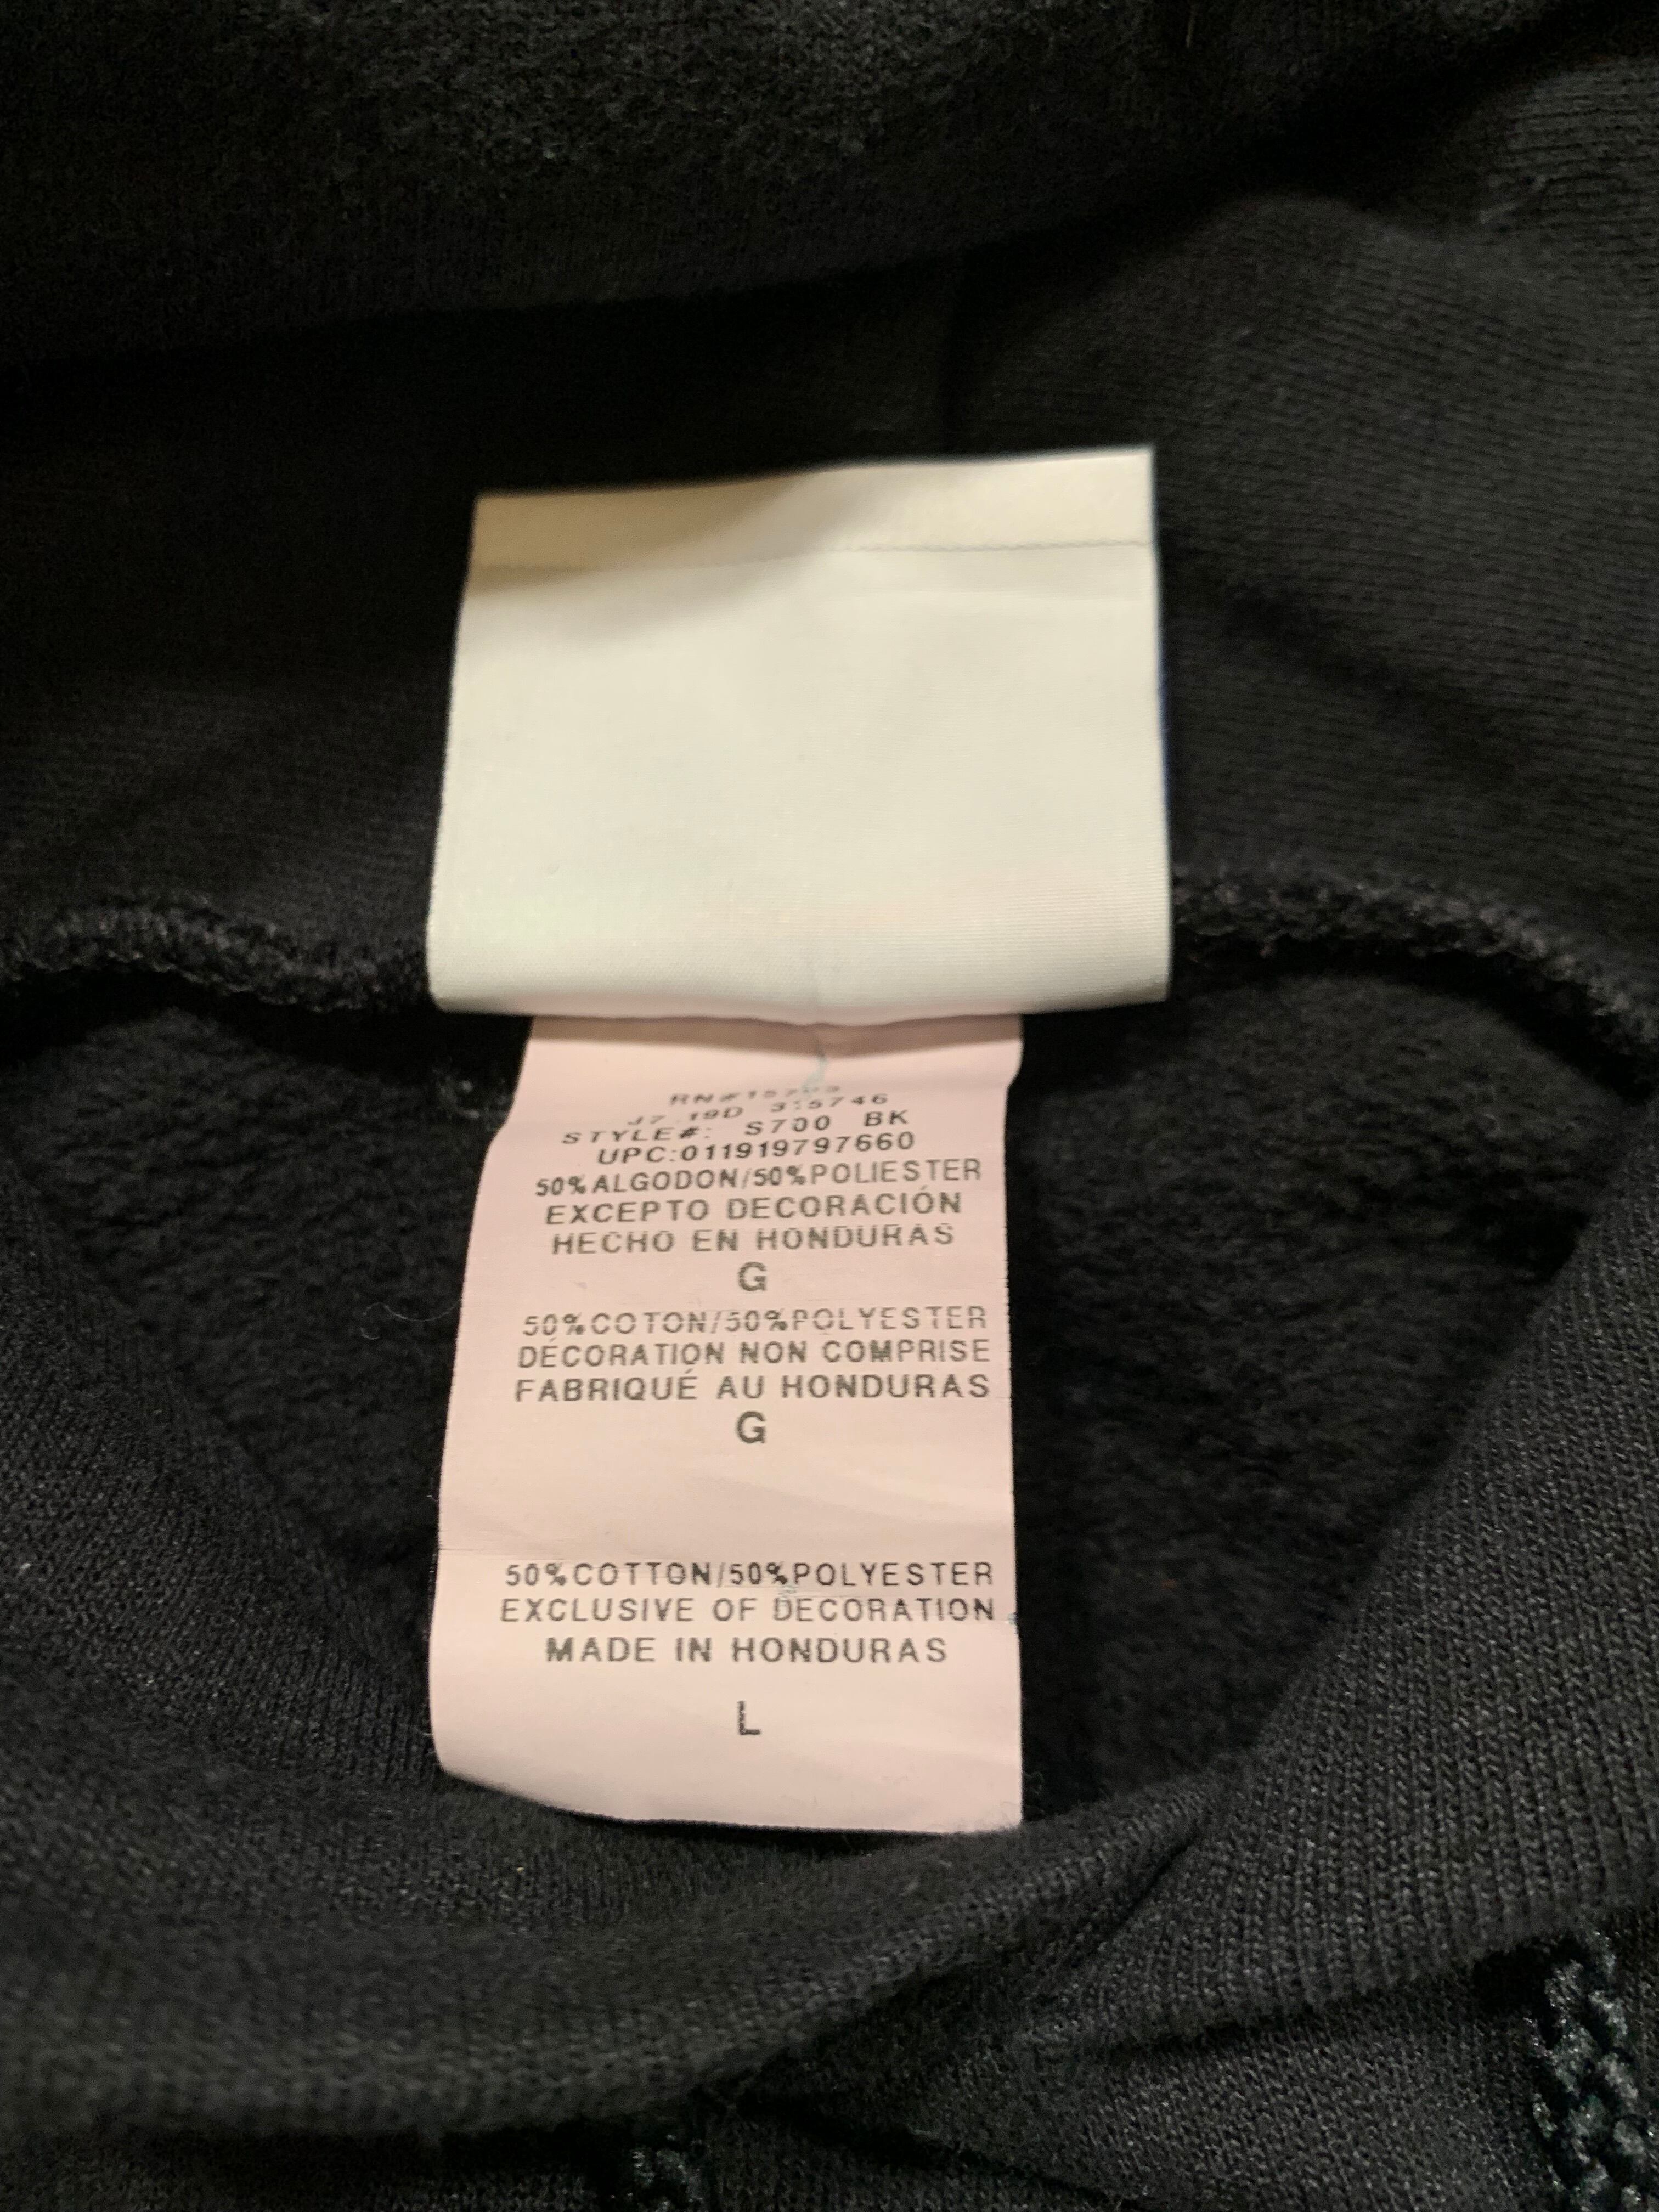 STYLE#: S700 BK
UPC:011919797660
50%ALGODON/50%POLIESTER
EXCEPTO DECORACIÓN
HECHO EN HONDURAS
G
50%COTON/50%POLYESTER
DÉCORATION NON COMPRISE
FABRIQUÉ AU HONDURAS
G
50%COTTON/50%POLYESTER
EXCLUSIVE OF DECORATION
MADE IN HONDURAS
L